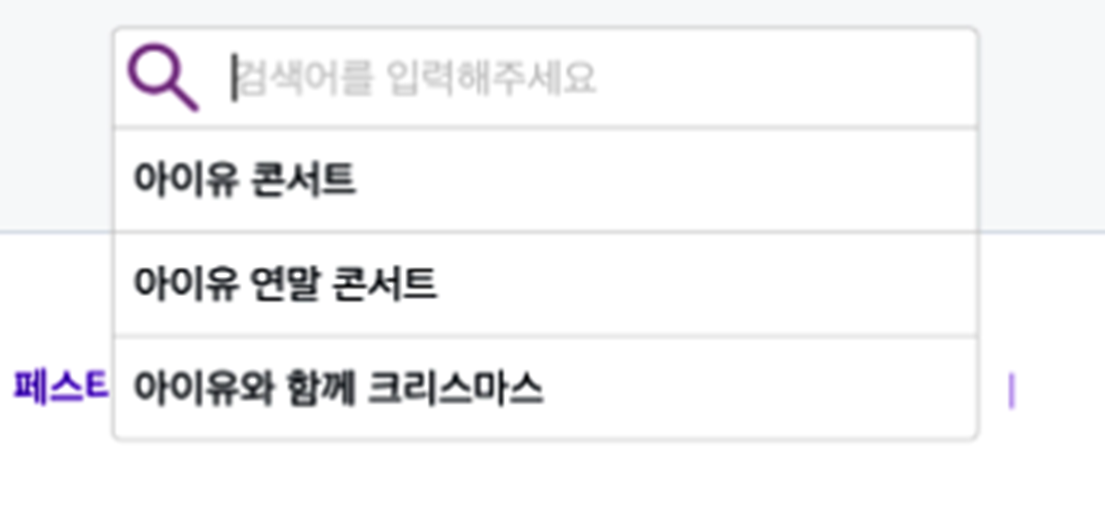 검색어를 입력해주세요
아이유 콘서트
아이유 연말 콘서트
페스트
아이유와 함께 크리스마스